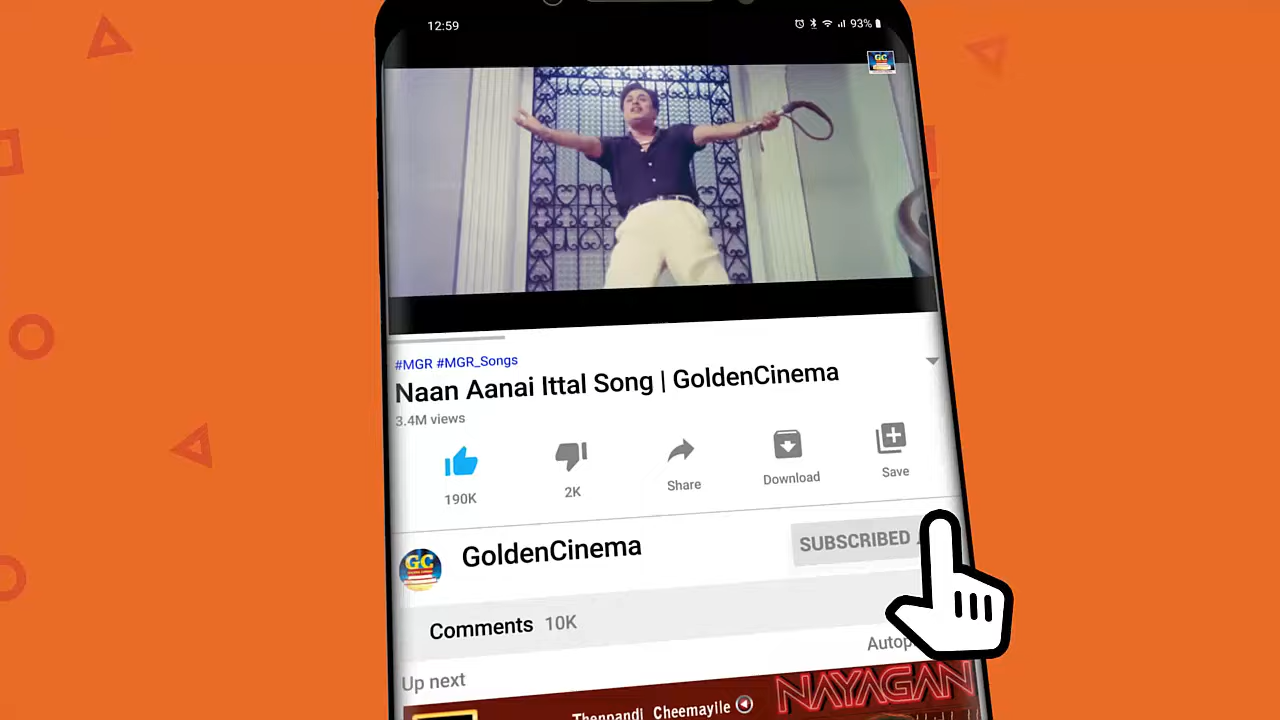 12:59
93%
GC
#MGR #MGR_Songs
Naan Aanai Ittal Song | GoldenCinema
3.4M views
190K
2K
Share
Download
Save
GC
GoldenCinema
SUBSCRIBED
Comments 10K
Up next
NAYAGAN
Thenpandi Cheemayile